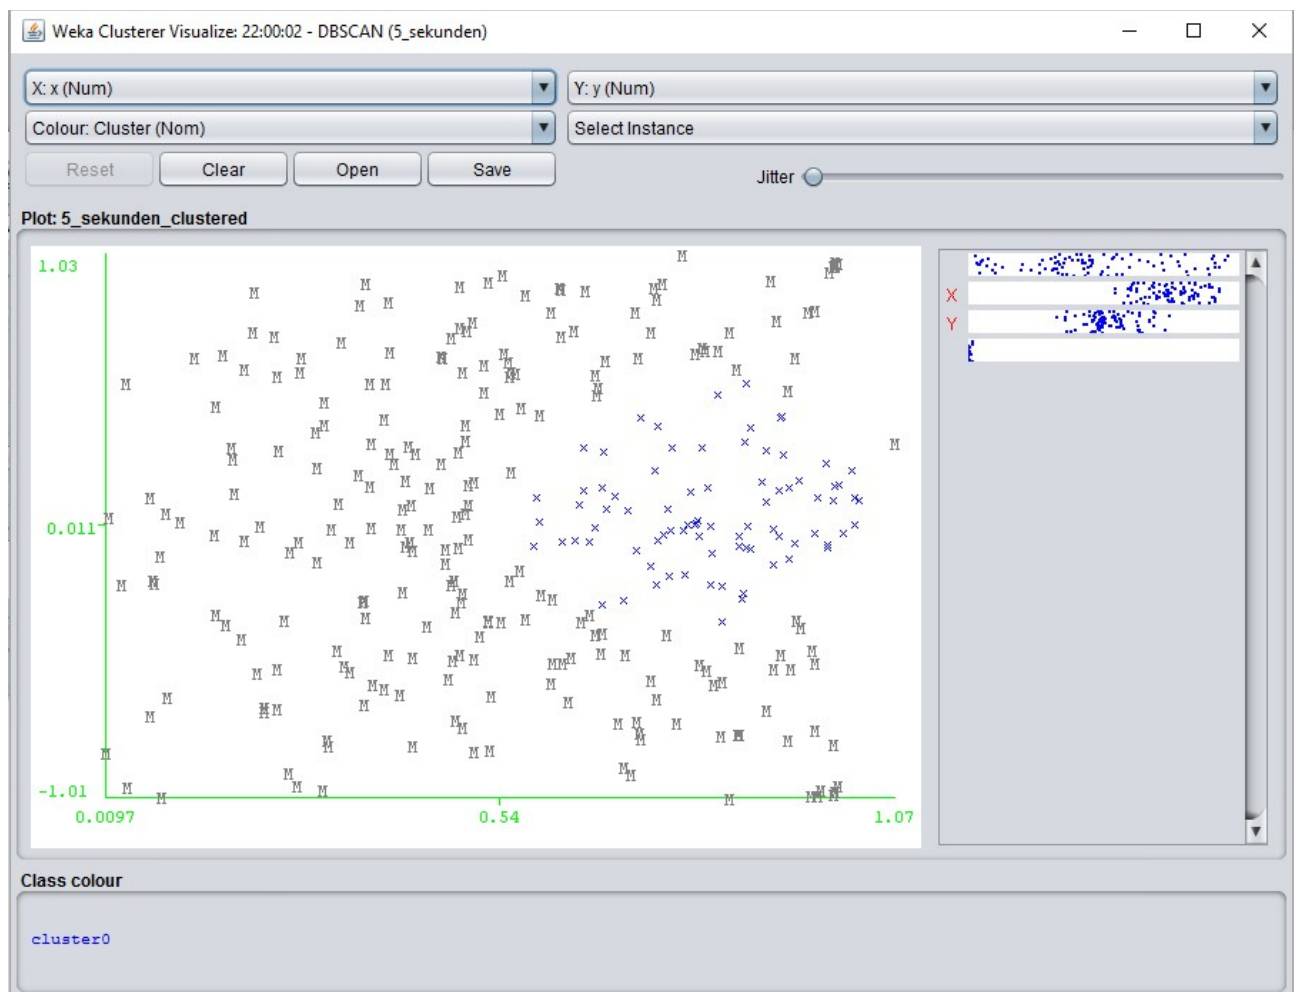 Weka Clusterer Visualize: 22:00:02 - DBSCAN (5_sekunden)
X: x (Num) Y: y (Num)
Colour: Cluster (Nom) Select Instance
Reset Clear Open Save Jitter
Plot: 5_sekunden_clustered
1.03
X
Y
0.011
-1.01
0.0097 0.54 1.07
Class colour
cluster0